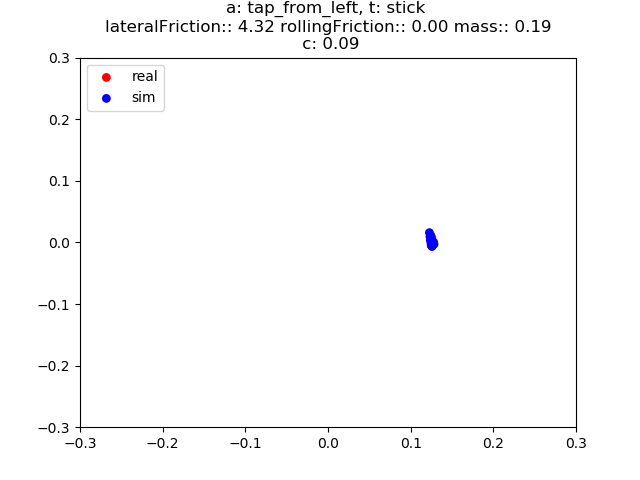 a: tap_from_left, t: stick
lateralFriction:: 4.32 rollingFriction:: 0.00 mass:: 0.19
c: 0.09
real
sim
0.3
0.2
0.1
0.0
−0.1
−0.2
−0.3
−0.3
−0.2
−0.1
0.0
0.1
0.2
0.3